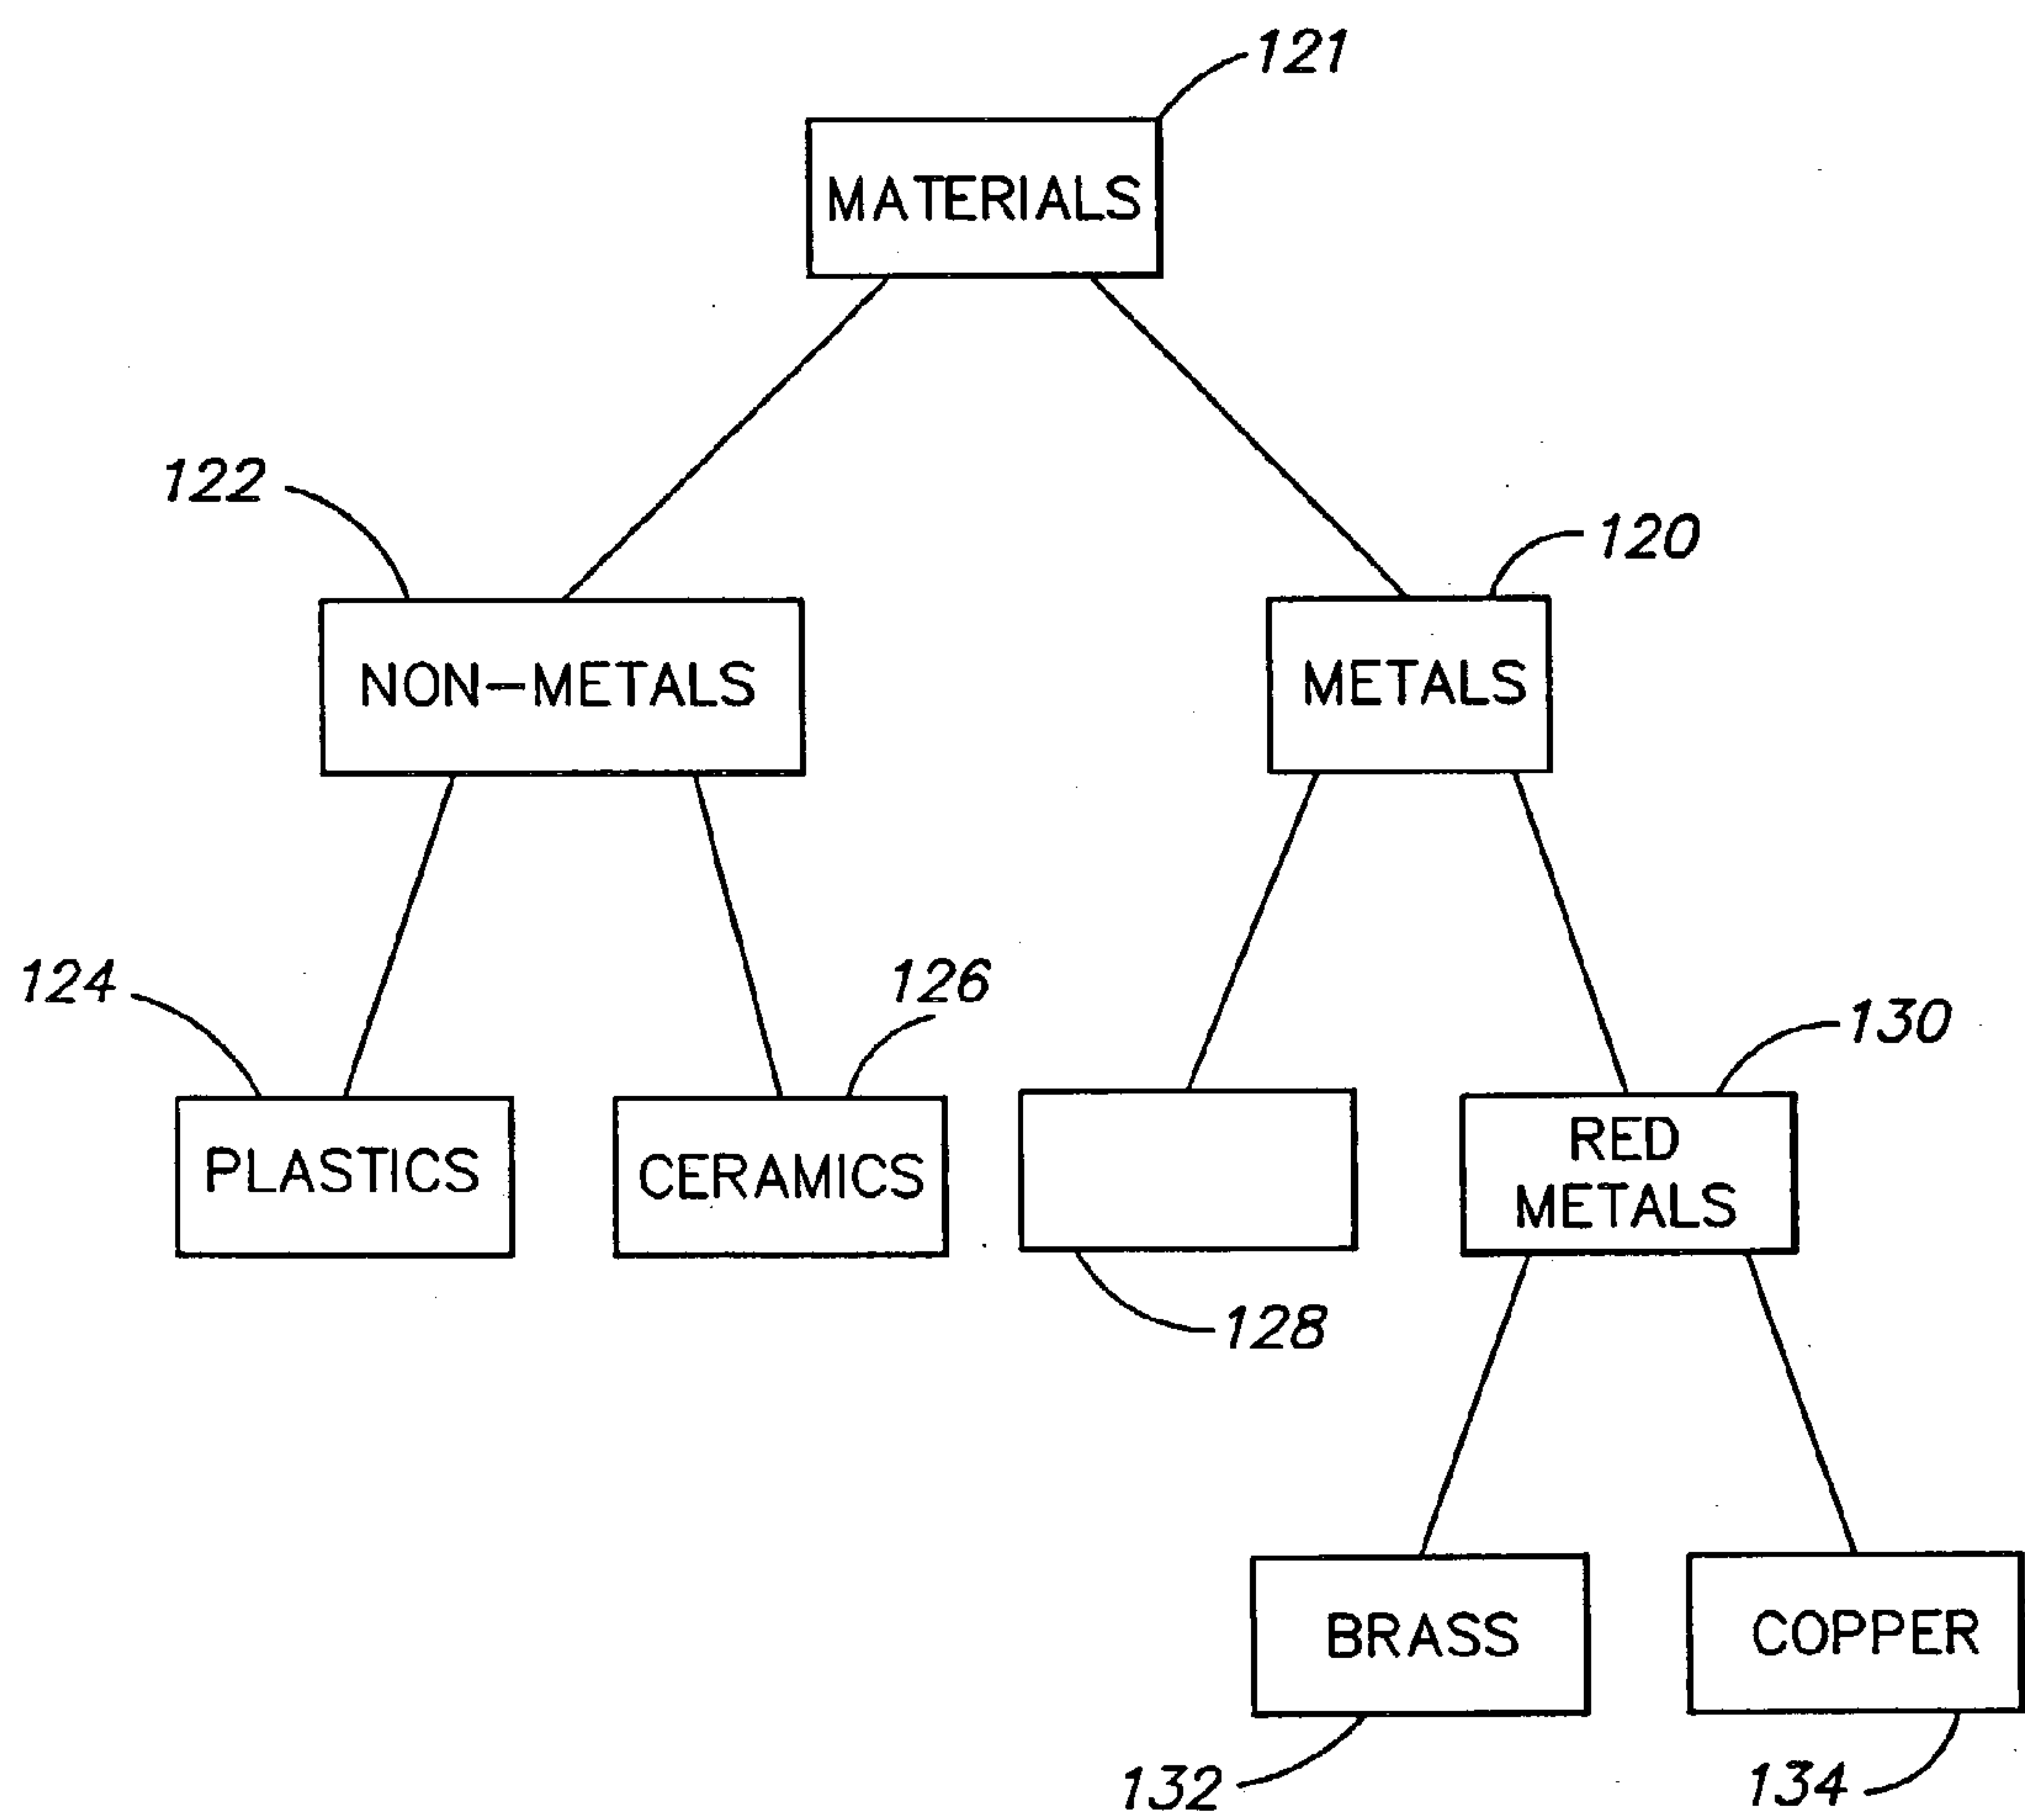 121
MATERIALS
122
120
NON-METALS
METALS
124
126
130
PLASTICS
CERAMICS
RED
METALS
128
BRASS
COPPER
132
134